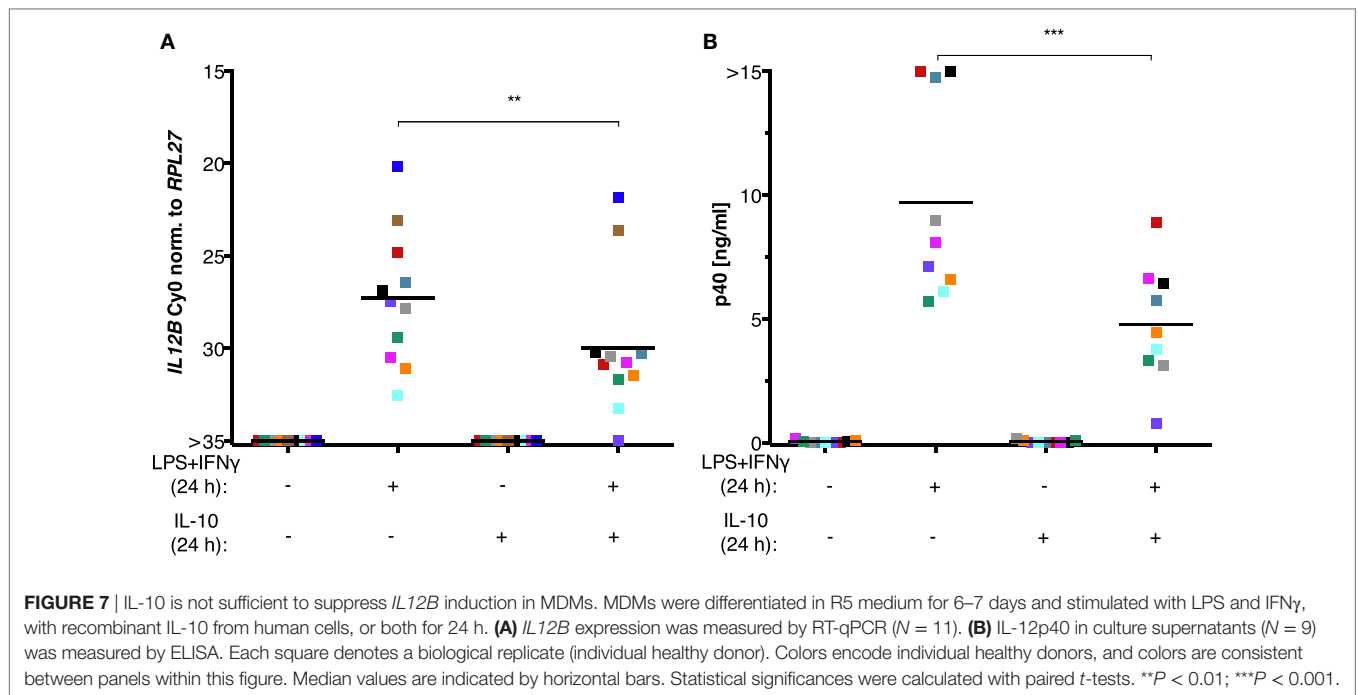 A
B
***
15
**
20
25
30
>35
IL12B Cy0 norm. to RPL27
>15
10
5
0
p40 [ng/ml]
LPS+IFNγ
(24 h): - + - +
IL-10
(24 h): - - + +
LPS+IFNγ
(24 h): - + - +
IL-10
(24 h): - - + +
FIGURE 7 | IL-10 is not sufficient to suppress IL12B induction in MDMs. MDMs were differentiated in R5 medium for 6–7 days and stimulated with LPS and IFNγ,
with recombinant IL-10 from human cells, or both for 24 h. (A) IL12B expression was measured by RT-qPCR (N = 11). (B) IL-12p40 in culture supernatants (N = 9)
was measured by ELISA. Each square denotes a biological replicate (individual healthy donor). Colors encode individual healthy donors, and colors are consistent
between panels within this figure. Median values are indicated by horizontal bars. Statistical significances were calculated with paired t-tests. **P < 0.01; ***P < 0.001.